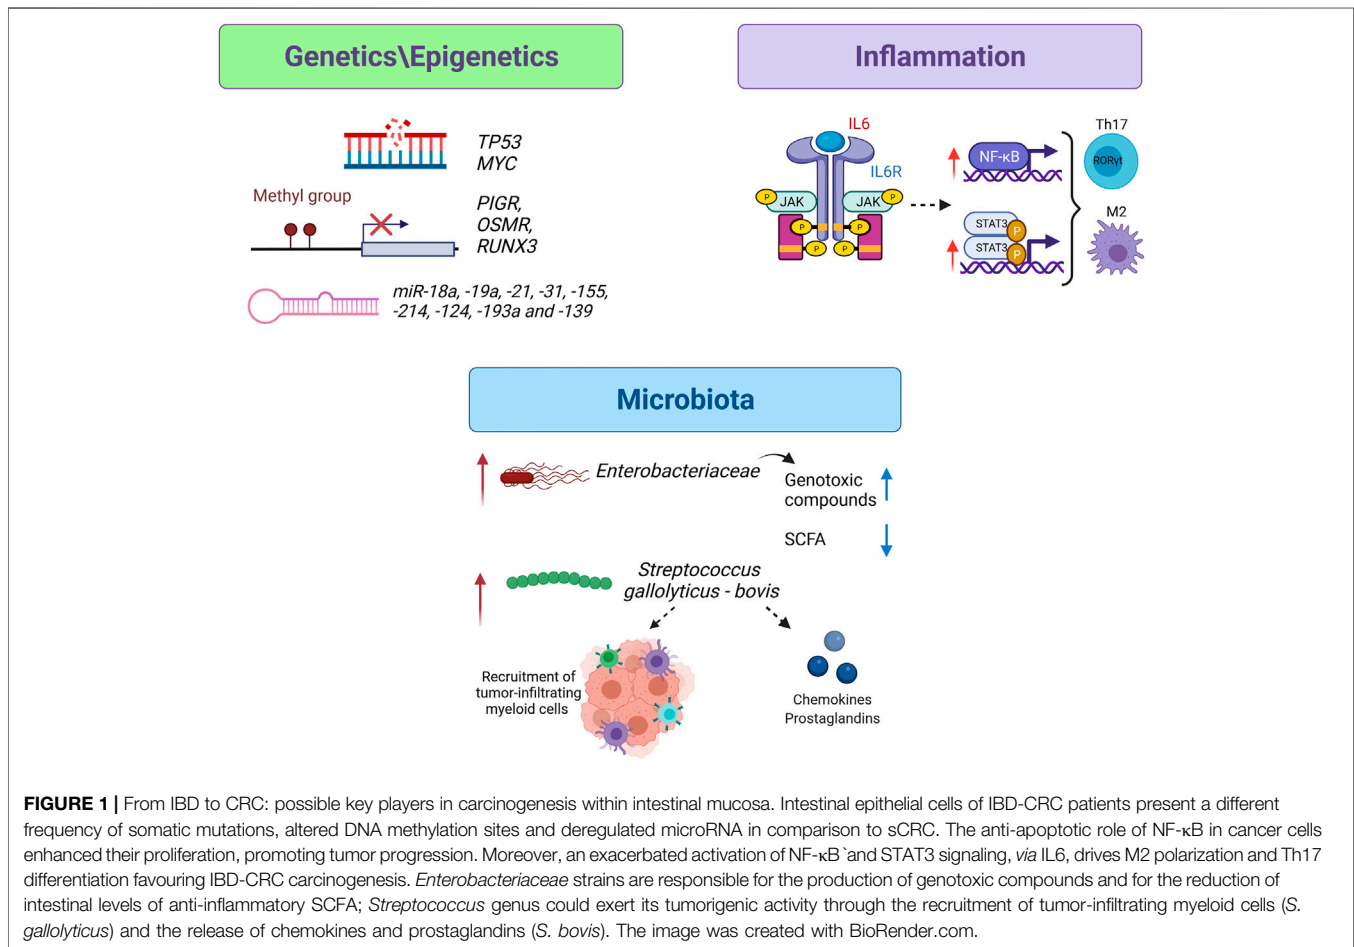 Genetics\Epigenetics
TP53
MYC
Methyl group
PIGR,
OSMR,
RUNX3
miR-18a, -19a, -21, -31, -155,
-214, -124, -193a and -139
Inflammation
IL6
IL6R
P
JAK
JAK
P
P
P
P
P
NF-κB
STAT3
P
STAT3
P
Th17
RORγt
M2
Microbiota
Enterobacteriaceae
Genotoxic
compounds
SCFA
Streptococcus
gallolyticus - bovis
Recruitment of
tumor-infiltrating
myeloid cells
Chemokines
Prostaglandins
FIGURE 1 | From IBD to CRC: possible key players in carcinogenesis within intestinal mucosa. Intestinal epithelial cells of IBD-CRC patients present a different
frequency of somatic mutations, altered DNA methylation sites and deregulated microRNA in comparison to sCRC. The anti-apoptotic role of NF-κB in cancer cells
enhanced their proliferation, promoting tumor progression. Moreover, an exacerbated activation of NF-κB`and STAT3 signaling, via IL6, drives M2 polarization and Th17
differentiation favouring IBD-CRC carcinogenesis. Enterobacteriaceae strains are responsible for the production of genotoxic compounds and for the reduction of
intestinal levels of anti-inflammatory SCFA; Streptococcus genus could exert its tumorigenic activity through the recruitment of tumor-infiltrating myeloid cells (S.
gallolyticus) and the release of chemokines and prostaglandins (S. bovis). The image was created with BioRender.com.